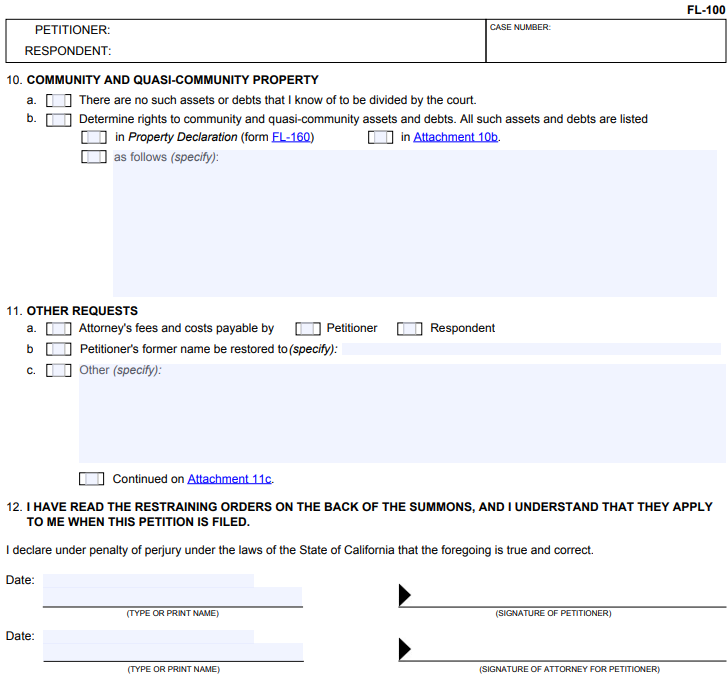 FL-100
PETITIONER:
RESPONDENT:
CASE NUMBER:
10. COMMUNITY AND QUASI-COMMUNITY PROPERTY
a. There are no such assets or debts that I know of to be divided by the court.
b. Determine rights to community and quasi-community assets and debts. All such assets and debts are listed
in Property Declaration (form FL-160) in Attachment 10b.
as follows (specify):
11. OTHER REQUESTS
a. Attorney's fees and costs payable by Petitioner Respondent
b Petitioner's former name be restored to (specify):
c. Other (specify):
Continued on Attachment 11c.
12. I HAVE READ THE RESTRAINING ORDERS ON THE BACK OF THE SUMMONS, AND I UNDERSTAND THAT THEY APPLY
TO ME WHEN THIS PETITION IS FILED.
I declare under penalty of perjury under the laws of the State of California that the foregoing is true and correct.
Date:
(TYPE OR PRINT NAME) (SIGNATURE OF PETITIONER)
Date:
(TYPE OR PRINT NAME) (SIGNATURE OF ATTORNEY FOR PETITIONER)